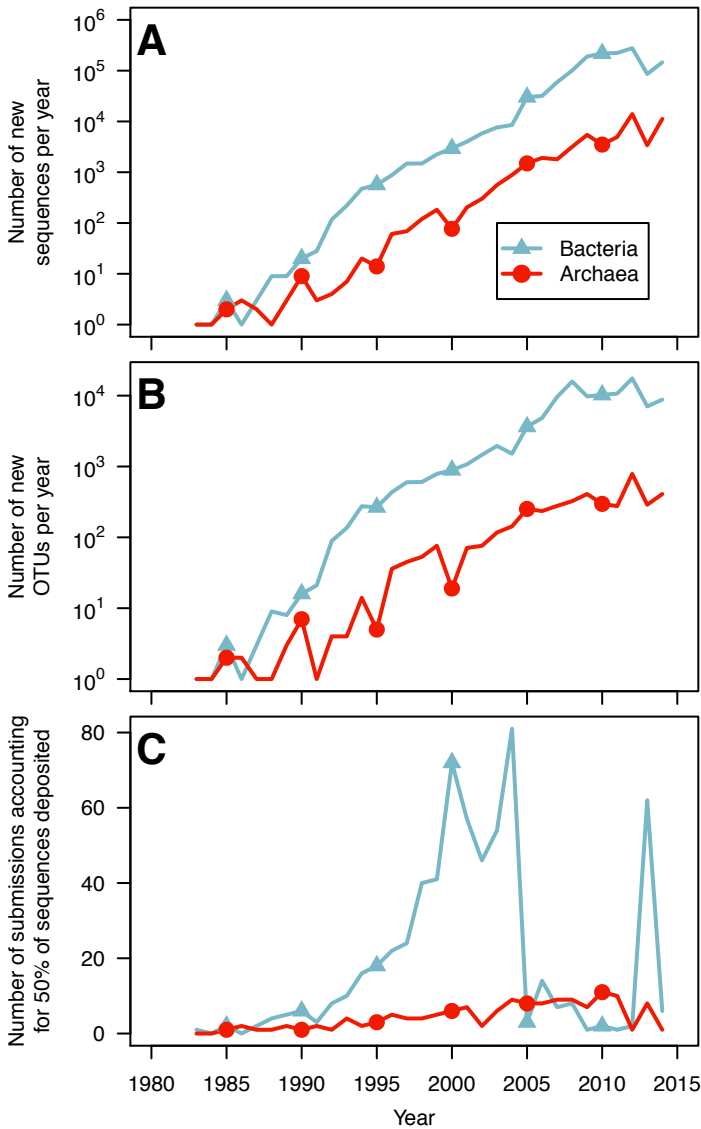 A
Number of new
sequences per year
10^6
10^5
10^4
10^3
10^2
10^1
10^0
Bacteria
Archaea
B
Number of new
OTUs per year
10^4
10^3
10^2
10^1
10^0
C
Number of submissions accounting
for 50% of sequences deposited
80
60
40
20
0
1980 1985 1990 1995 2000 2005 2010 2015
Year